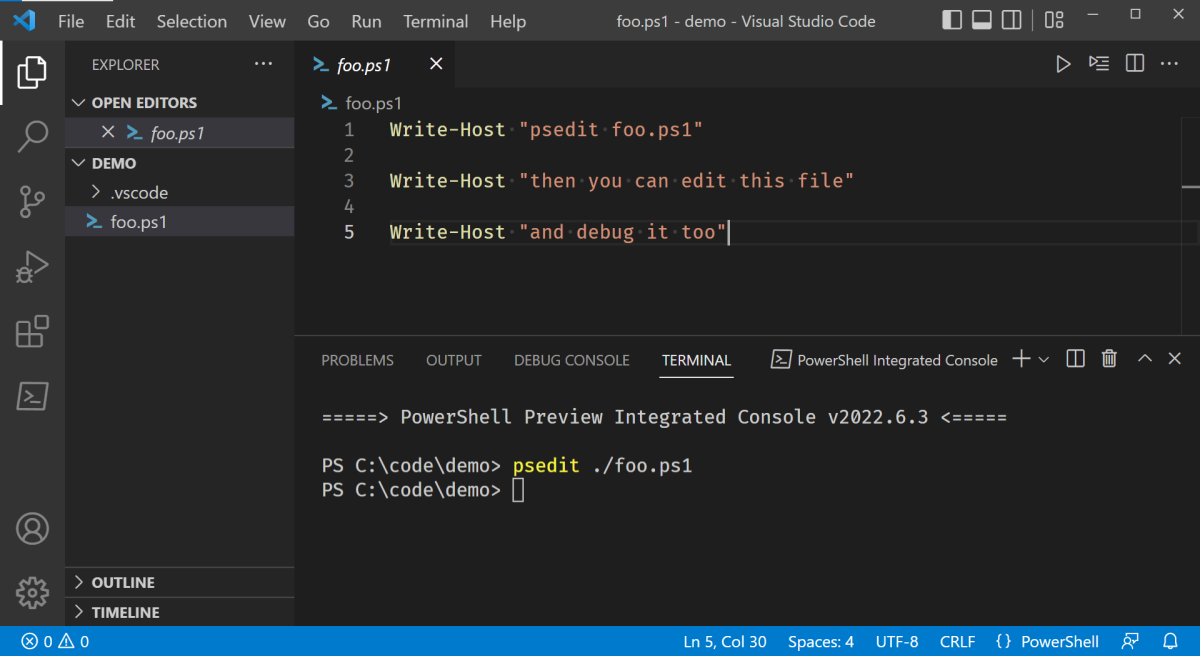 File Edit Selection View Go Run Terminal Help foo.ps1 - demo - Visual Studio Code
EXPLORER
foo.ps1
OPEN EDITORS
foo.ps1
DEMO
.vscode
foo.ps1
foo.ps1
1 Write-Host "psedit foo.ps1"
2
3 Write-Host "then you can edit this file"
4
5 Write-Host "and debug it too"
PROBLEMS OUTPUT DEBUG CONSOLE TERMINAL PowerShell Integrated Console
=====> PowerShell Preview Integrated Console v2022.6.3 <=====
PS C:\code\demo> psedit ./foo.ps1
PS C:\code\demo>
OUTLINE
TIMELINE
0 0 Ln 5, Col 30 Spaces: 4 UTF-8 CRLF {} PowerShell